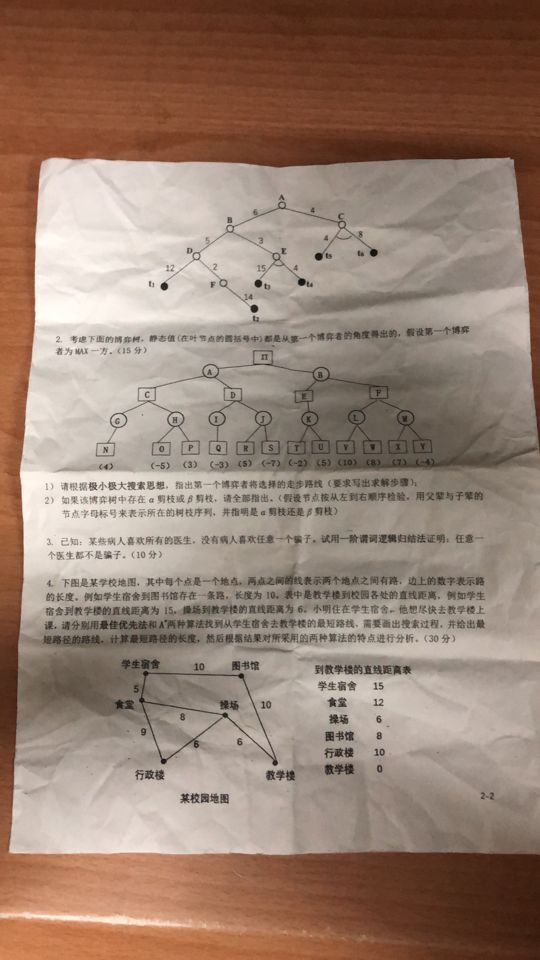 A
6
4
B
C
5
3
4
8
D
E
t₅
t₆
12
2
15
4
t₁
F
t₃
t₄
14
t₂
2. 考虑下面的博弈树，静态值(在叶节点的圆括号中)都是从第一个博弈者的角度得出的，假设第一个博弈
者为 MAX 一方。(15 分)
A
B
C
D
E
F
G
H
I
J
K
L
M
N
O
P
Q
R
S
T
U
V
W
X
Y
(4)
(-5)
(3)
(-3)
(5)
(-7)
(-2)
(5)
(10)
(8)
(7)
(-4)
1) 请根据极小极大搜索思想，指出第一个博弈者将选择的走步路线（要求写出求解步骤）；
2) 如果该博弈树中存在 α 剪枝或 β 剪枝，请全部指出。（假设节点按从左到右顺序检验，用父辈与子辈的
节点字母标号来表示所在的树枝序列，并指明是 α 剪枝还是 β 剪枝）
3. 已知：某些病人喜欢所有的医生，没有病人喜欢任意一个骗子。试用一阶谓词逻辑归结法证明：任意一
个医生都不是骗子。(10 分)
4. 下图是某学校地图，其中每个点是一个地点，两点之间的线表示两个地点之间有路，边上的数字表示路
的长度，例如学生宿舍到图书馆存在一条路，长度为 10。表中是教学楼到校园各处的直线距离，例如学生
宿舍到教学楼的直线距离为 15，操场到教学楼的直线距离为 6。小明住在学生宿舍，他想尽快去教学楼上
课，请分别用最佳优先法和 A*两种算法找到从学生宿舍去教学楼的最短路线，需要画出搜索过程，并给出最
短路径的路线，计算最短路径的长度，然后根据结果对所采用的两种算法的特点进行分析。(30 分)
学生宿舍
10
图书馆
5
食堂
操场
10
8
9
6
6
行政楼
教学楼
某校园地图
到教学楼的直线距离表
学生宿舍 15
食堂 12
操场 6
图书馆 8
行政楼 10
教学楼 0
2-2